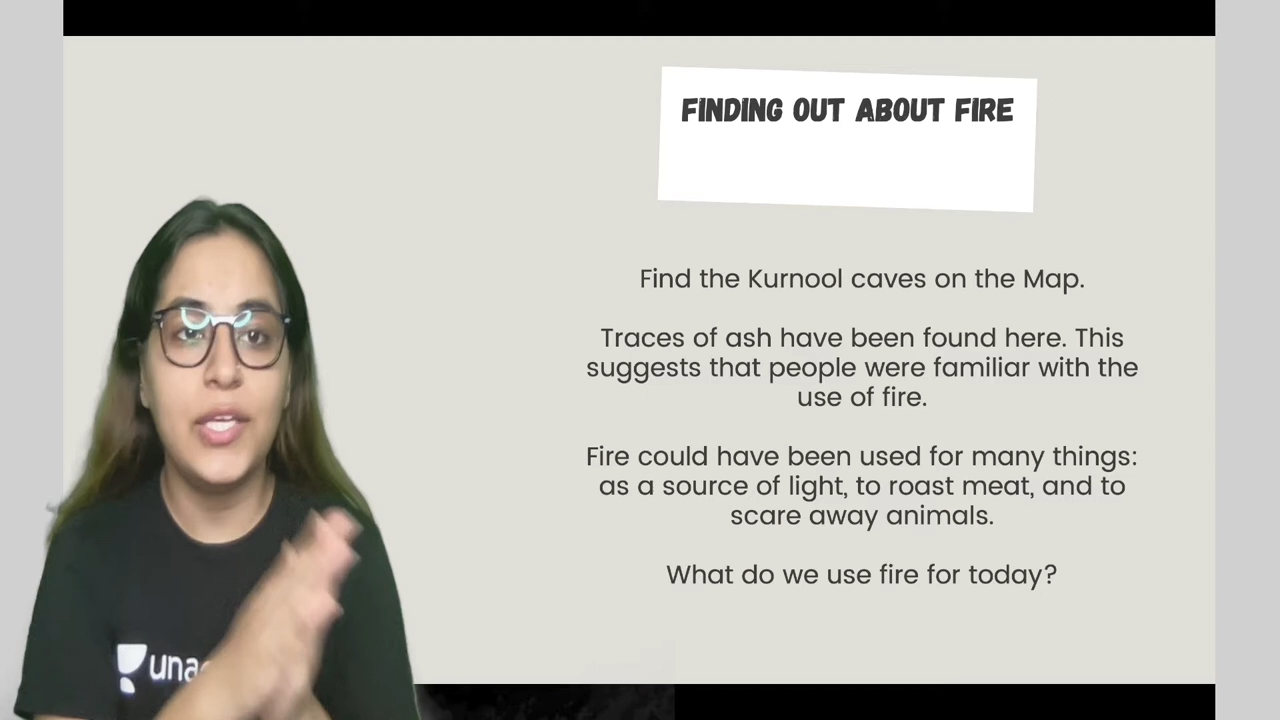 FINDING OUT ABOUT FIRE
Find the Kurnool caves on the Map.
Traces of ash have been found here. This
suggests that people were familiar with the
use of fire.
Fire could have been used for many things:
as a source of light, to roast meat, and to
scare away animals.
What do we use fire for today?